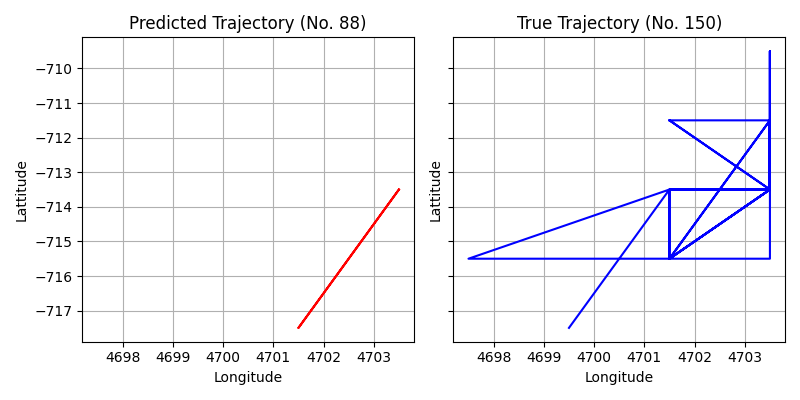 Predicted Trajectory (No. 88)
True Trajectory (No. 150)
−710
−711
−712
−713
−714
−715
−716
−717
Lattitude
Lattitude
4698 4699 4700 4701 4702 4703
4698 4699 4700 4701 4702 4703
Longitude
Longitude